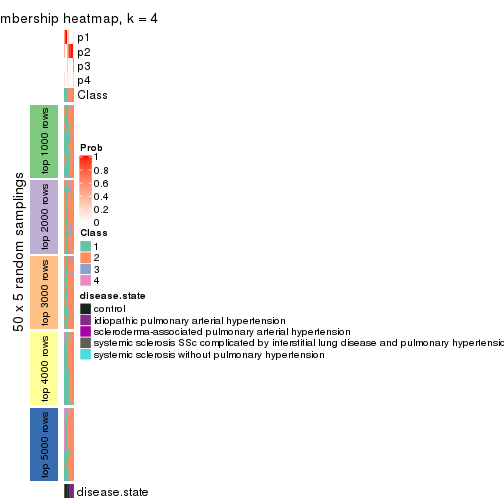 mbership heatmap, k = 4
p1
p2
p3
p4
Class
50 x 5 random samplings
top 1000 rows
top 2000 rows
top 3000 rows
top 4000 rows
top 5000 rows
Prob
1
0.8
0.6
0.4
0.2
0
Class
1
2
3
4
disease.state
control
idiopathic pulmonary arterial hypertension
scleroderma-associated pulmonary arterial hypertension
systemic sclerosis SSc complicated by interstitial lung disease and pulmonary hypertensio
systemic sclerosis without pulmonary hypertension
disease.state